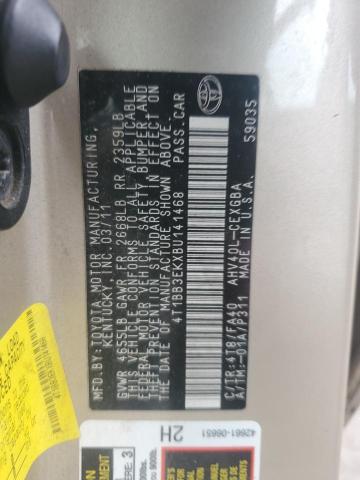 MFD. BY: TOYOTA MOTOR MANUFACTURING,
KENTUCKY, INC. 03/11
GVWR 4655LB GAWR FR 2668LB RR 2359LB
THIS VEHICLE CONFORMS TO ALL APPLICABLE
FEDERAL MOTOR VEHICLE SAFETY, BUMPER, AND
THEFT PREVENTION STANDARDS IN EFFECT ON
THE DATE OF MANUFACTURE SHOWN ABOVE.
4T1BB3EKXBU141468 PASS.CAR
C/TR:4T8/FA40 AHV40L-CEXGBA
A/TM:-01A/P311 MADE IN U.S.A.
59035
42661-06651
2H